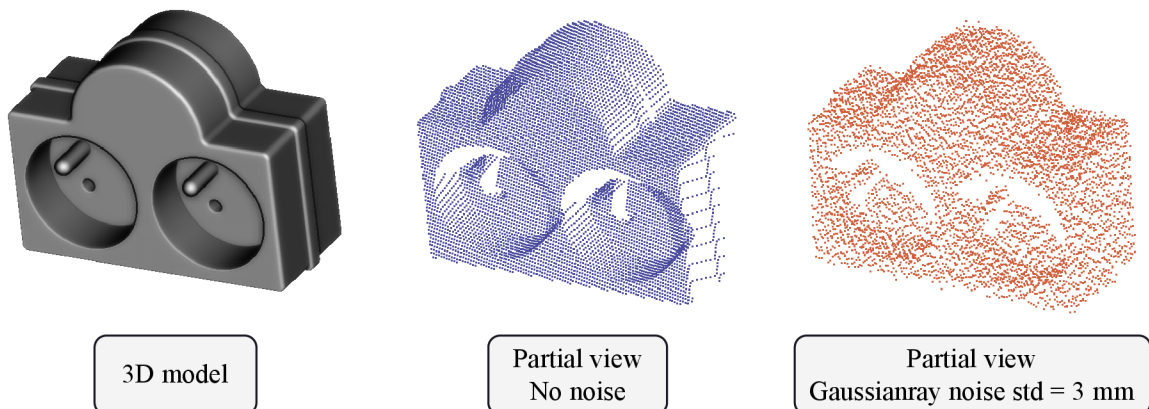 3D model
Partial view
No noise
Partial view
Gaussianray noise std = 3 mm